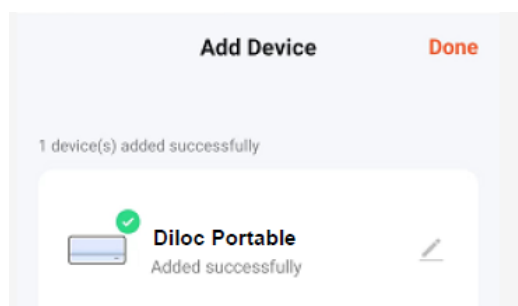 Add Device Done
1 device(s) added successfully
Diloc Portable
Added successfully